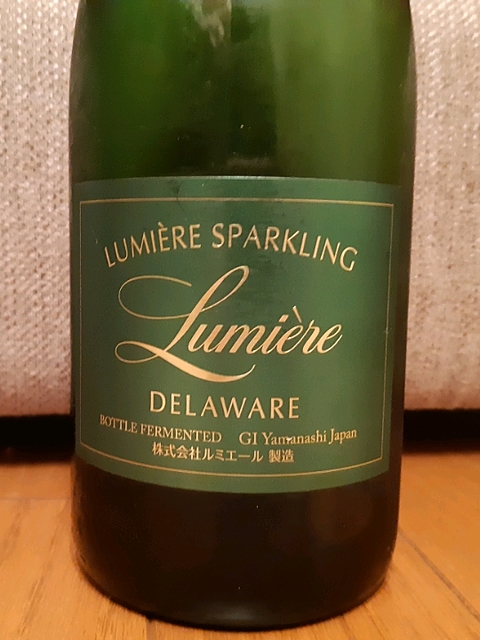 LUMIÈRE SPARKLING
Lumière
DELAWARE
BOTTLE FERMENTED GI Yamanashi Japan
株式会社ルミエール 製造